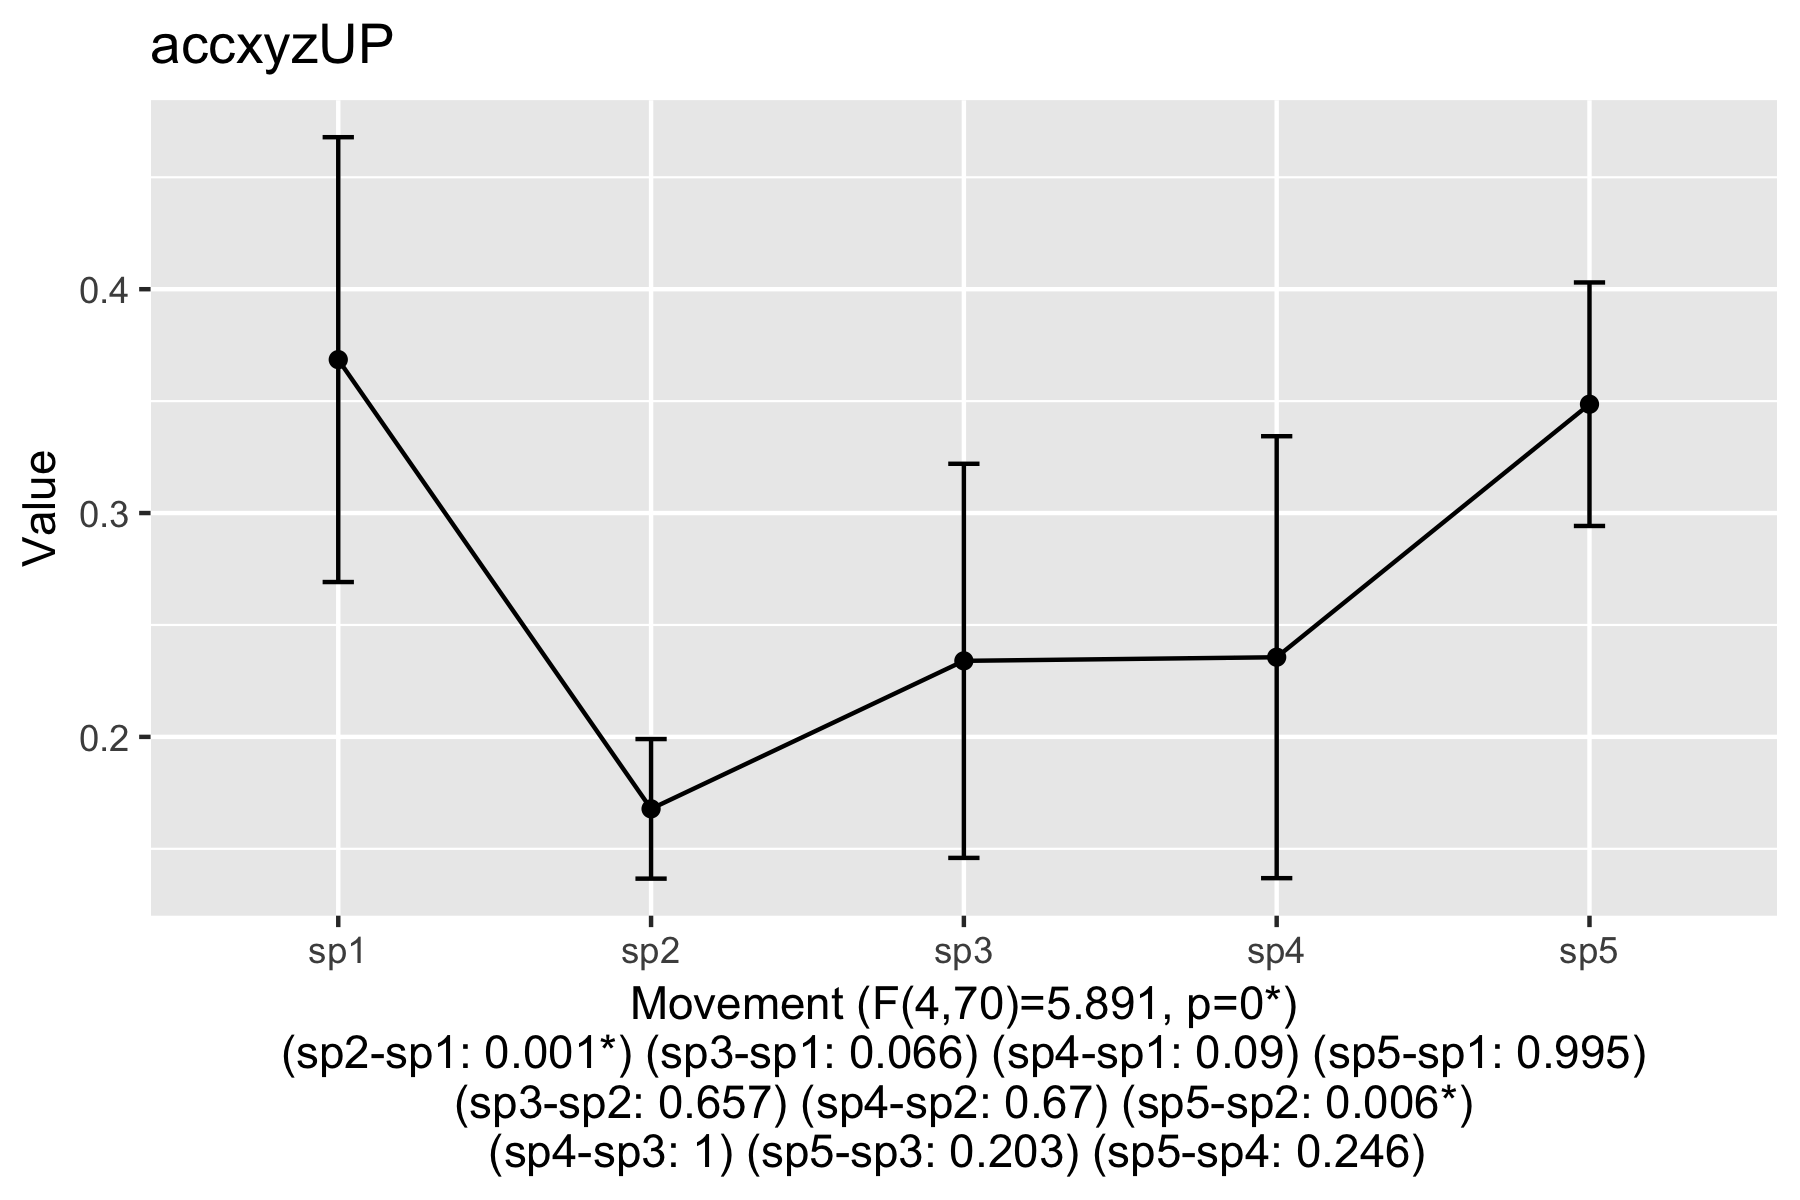 accxyzUP
0.4
0.3
0.2
Value
sp1 sp2 sp3 sp4 sp5
Movement (F(4,70)=5.891, p=0*)
(sp2-sp1: 0.001*) (sp3-sp1: 0.066) (sp4-sp1: 0.09) (sp5-sp1: 0.995)
(sp3-sp2: 0.657) (sp4-sp2: 0.67) (sp5-sp2: 0.006*)
(sp4-sp3: 1) (sp5-sp3: 0.203) (sp5-sp4: 0.246)